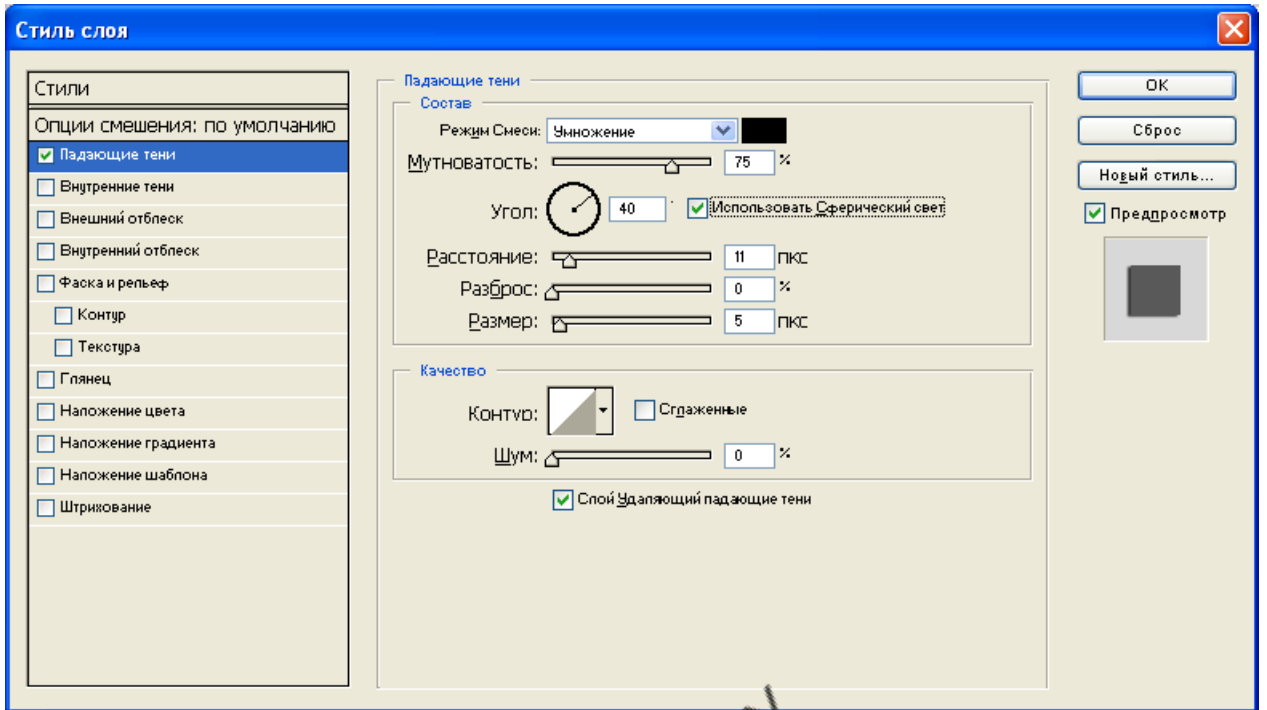 Стиль слоя
Стили
Опции смешения: по умолчанию
Падающие тени
Внутренние тени
Внешний отблеск
Внутренний отблеск
Фаска и рельеф
Контур
Текстура
Глянец
Наложение цвета
Наложение градиента
Наложение шаблона
Штрихование
Падающие тени
Состав
Режим Смеси: Умножение
Мутноватость: 75 %
Угол: 40 ° Использовать Сферический свет
Расстояние: 11 пкс
Разброс: 0 %
Размер: 5 пкс
Качество
Контур: Сглаженные
Шум: 0 %
Слой Удаляющий падающие тени
ОК
Сброс
Новый стиль...
Предпросмотр